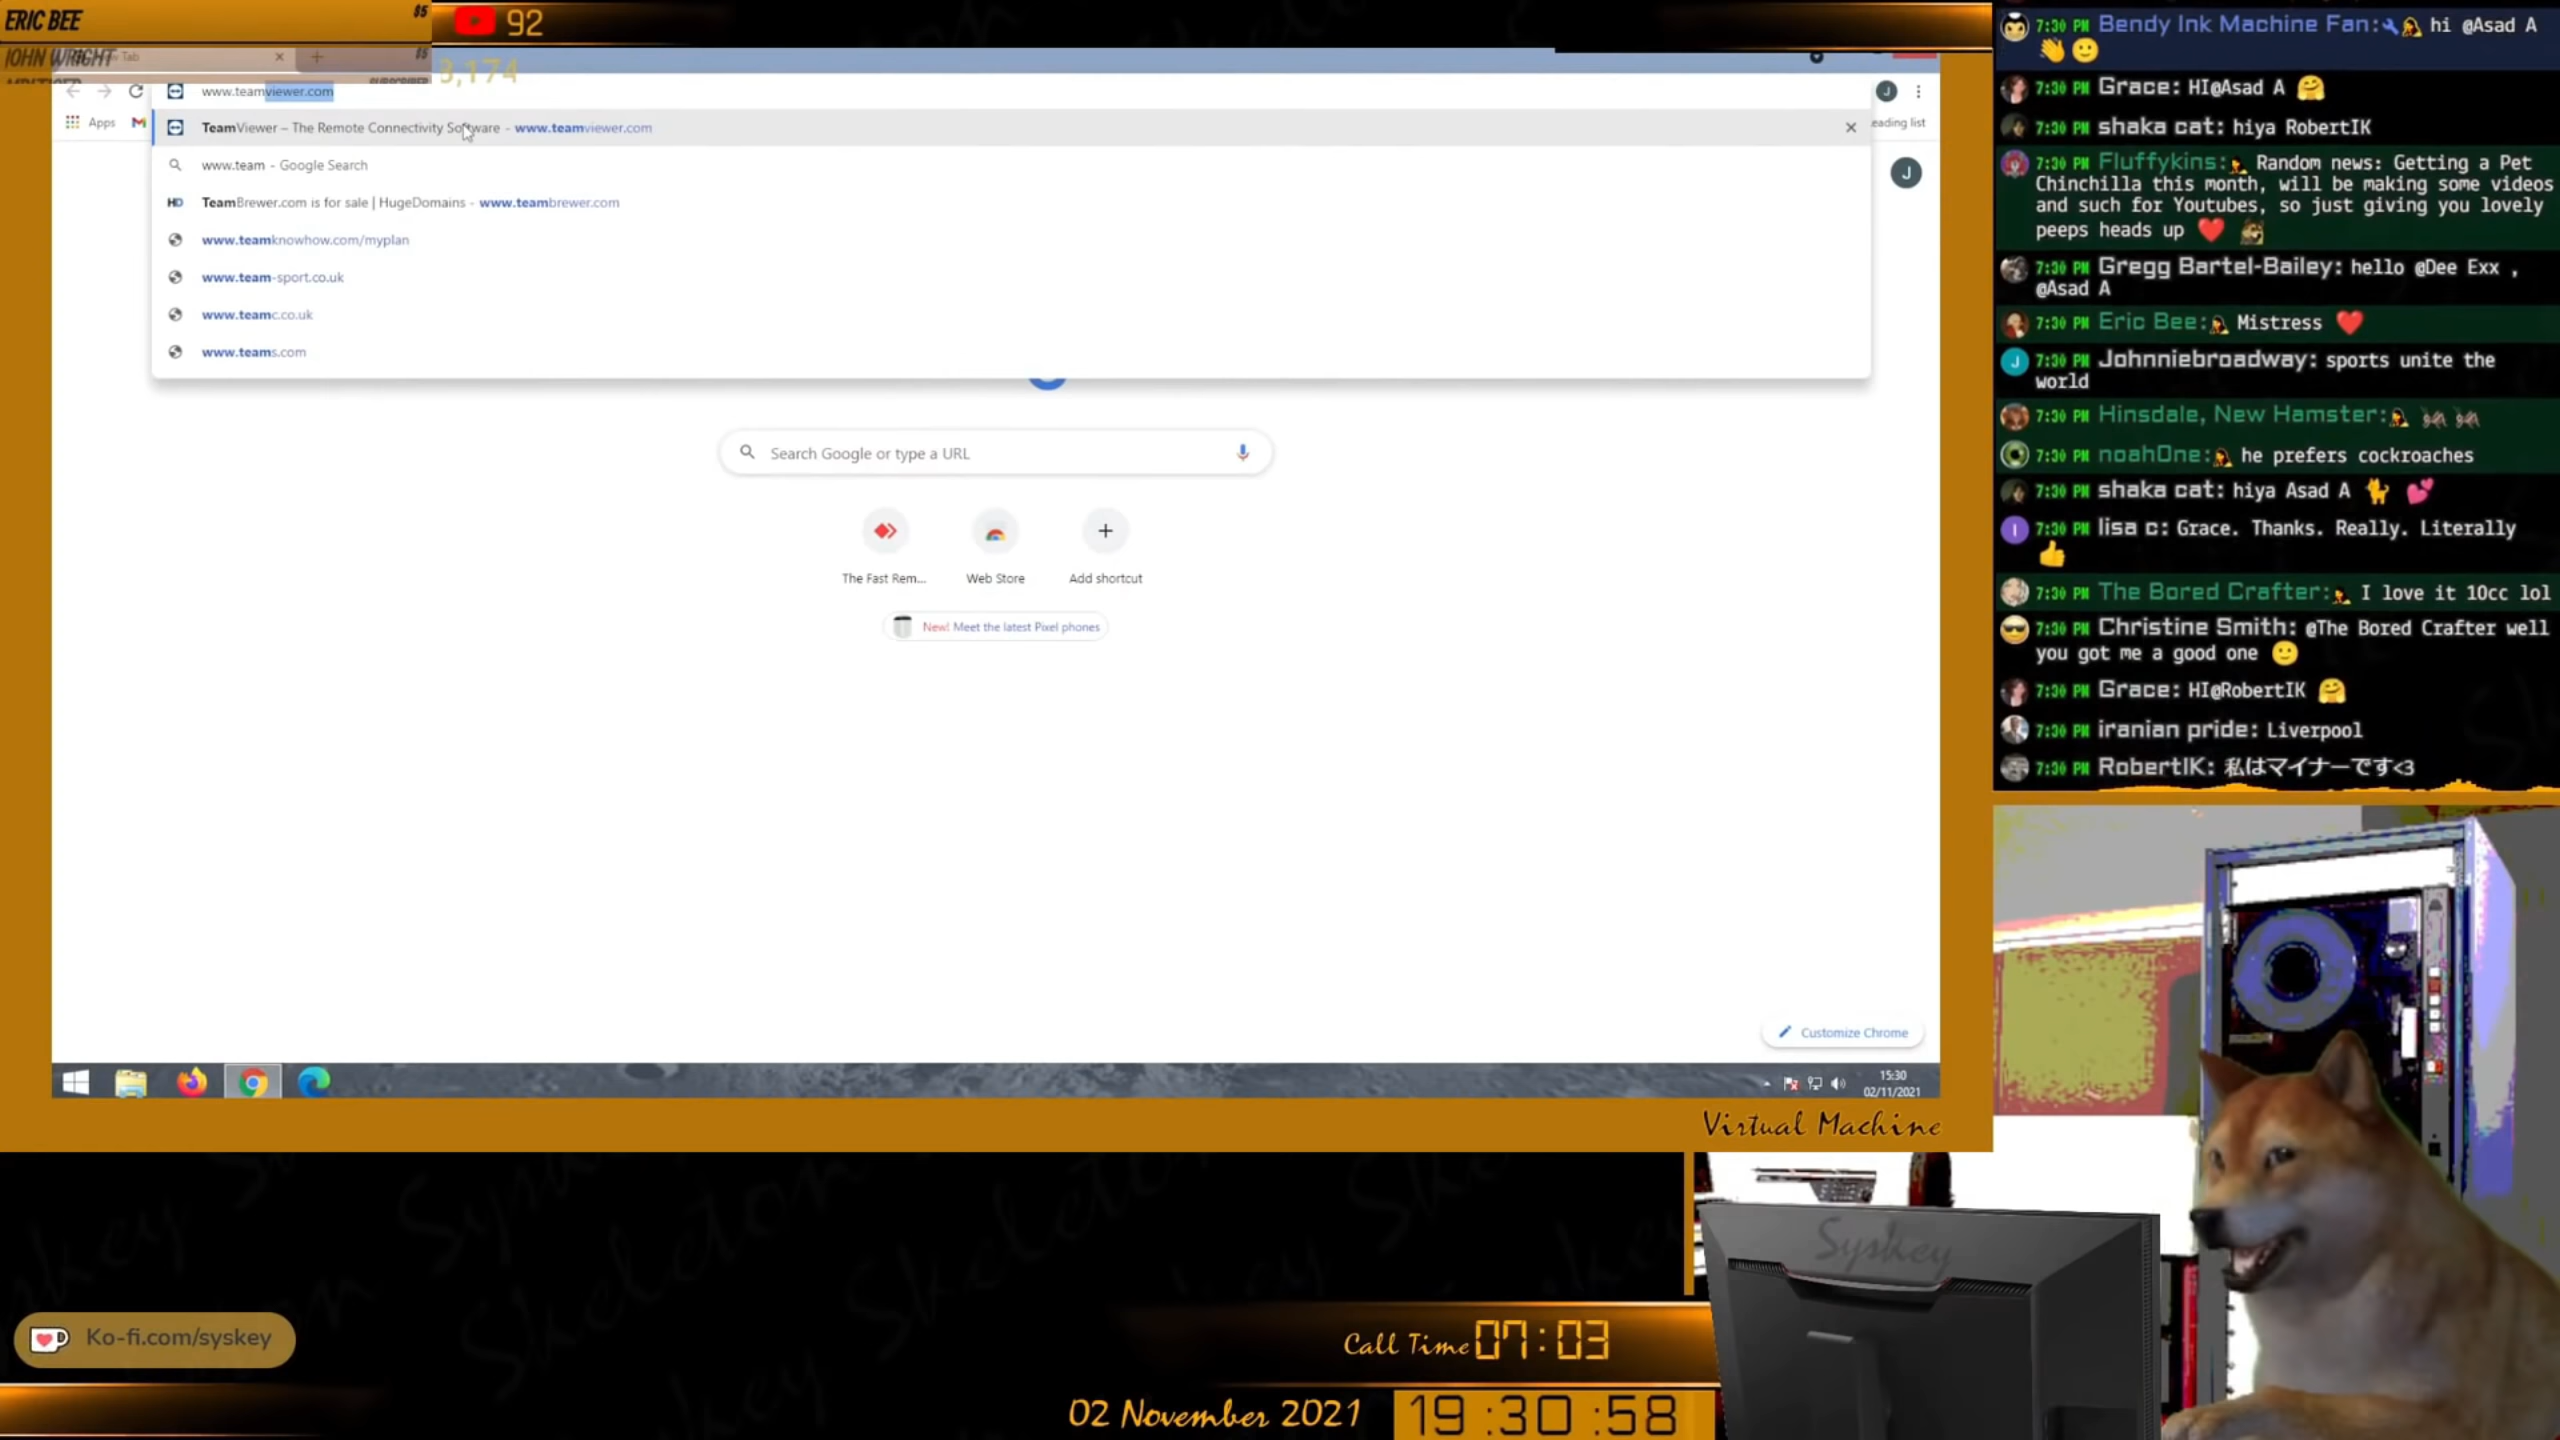 ERIC BEE $5
JOHN WRIGHT $5
SUBSCRIBER
92
3,174
www.teamviewer.com
Apps
eading list
TeamViewer – The Remote Connectivity Software - www.teamviewer.com
www.team - Google Search
HD TeamBrewer.com is for sale | HugeDomains - www.teambrewer.com
www.teamknowhow.com/myplan
www.team-sport.co.uk
www.teamc.co.uk
www.teams.com
J
J
Search Google or type a URL
The Fast Rem... Web Store Add shortcut
New! Meet the latest Pixel phones
Customize Chrome
15:30
02/11/2021
Virtual Machine
7:30 PM Bendy Ink Machine Fan: hi @Asad A
7:30 PM Grace: HI@Asad A
7:30 PM shaka cat: hiya RobertIK
7:30 PM Fluffykins: Random news: Getting a Pet
Chinchilla this month, will be making some videos
and such for Youtubes, so just giving you lovely
peeps heads up
7:30 PM Gregg Bartel-Bailey: hello @Dee Exx ,
@Asad A
7:30 PM Eric Bee: Mistress
J 7:30 PM Johnniebroadway: sports unite the
world
7:30 PM Hinsdale, New Hamster:
7:30 PM noahOne: he prefers cockroaches
7:30 PM shaka cat: hiya Asad A
l 7:30 PM lisa c: Grace. Thanks. Really. Literally
7:30 PM The Bored Crafter: I love it 10cc lol
7:30 PM Christine Smith: @The Bored Crafter well
you got me a good one
7:30 PM Grace: HI@RobertIK
7:30 PM iranian pride: Liverpool
7:30 PM RobertIK: 私はマイナーです<3
Syskey
Ko-fi.com/syskey
Call Time 07:03
02 November 2021 19:30:58